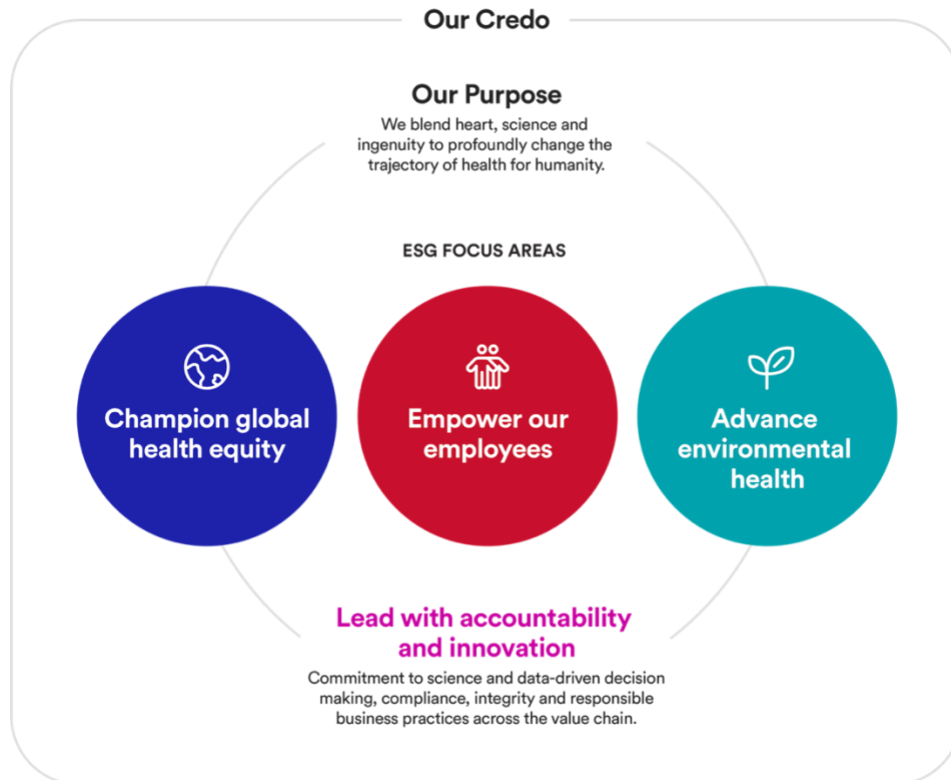 Our Credo
Our Purpose
We blend heart, science and
ingenuity to profoundly change the
trajectory of health for humanity.
ESG FOCUS AREAS
Champion global
health equity
Empower our
employees
Advance
environmental
health
Lead with accountability
and innovation
Commitment to science and data-driven decision
making, compliance, integrity and responsible
business practices across the value chain.